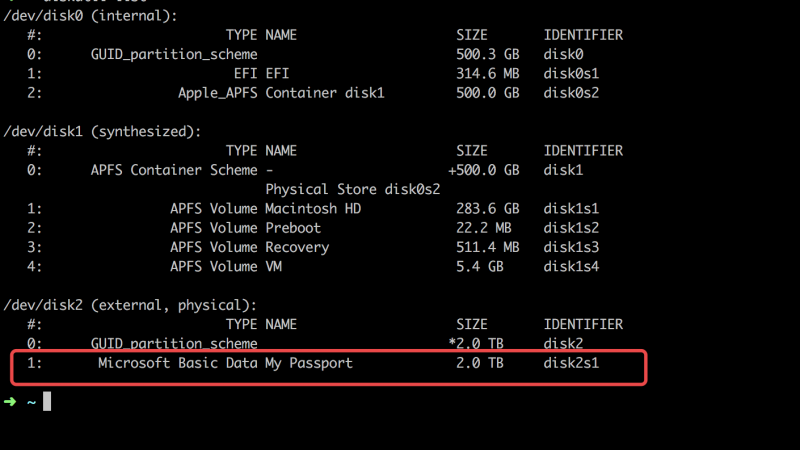 /dev/disk0 (internal):
#: TYPE NAME SIZE IDENTIFIER
0: GUID_partition_scheme 500.3 GB disk0
1: EFI EFI 314.6 MB disk0s1
2: Apple_APFS Container disk1 500.0 GB disk0s2
/dev/disk1 (synthesized):
#: TYPE NAME SIZE IDENTIFIER
0: APFS Container Scheme - +500.0 GB disk1
Physical Store disk0s2
1: APFS Volume Macintosh HD 283.6 GB disk1s1
2: APFS Volume Preboot 22.2 MB disk1s2
3: APFS Volume Recovery 511.4 MB disk1s3
4: APFS Volume VM 5.4 GB disk1s4
/dev/disk2 (external, physical):
#: TYPE NAME SIZE IDENTIFIER
0: GUID_partition_scheme *2.0 TB disk2
1: Microsoft Basic Data My Passport 2.0 TB disk2s1
➜ ~